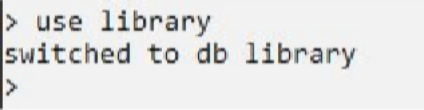 > use library
switched to db library
>